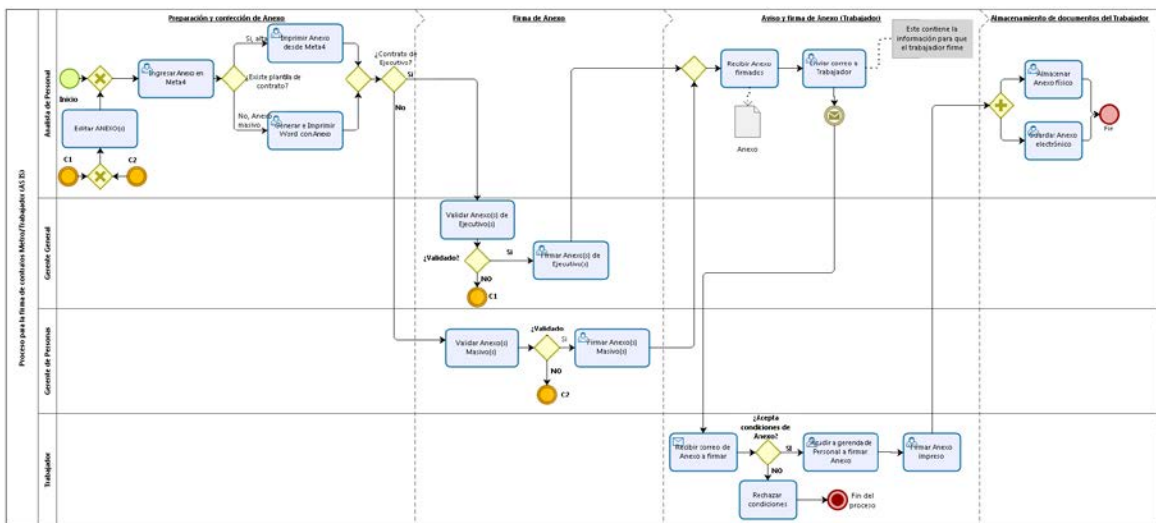 Proceso para la firma de contratos Metro/Trabajador (AS IS)
Preparación y confección de Anexo
Firma de Anexo
Aviso y firma de Anexo (Trabajador)
Almacenamiento de documentos del Trabajador
Analista de Personal
Inicio
Ingresar Anexo en
Meta4
Editar ANEXO(s)
C1
C2
¿Existe plantilla de
contrato?
Si, alta
Imprimir Anexo
desde Meta4
No, Anexo
masivo
Generar e Imprimir
Word con Anexo
¿Contrato de
Ejecutivo?
Si
No
Recibir Anexo
firmados
Anexo
Enviar correo a
Trabajador
Este contiene la
información para que
el trabajador firme
Almacenar
Anexo físico
Guardar Anexo
electrónico
Fin
Gerente General
Validar Anexo(s) de
Ejecutivo(s)
¿Validado?
Si
NO
C1
Firmar Anexo(s) de
Ejecutivo(s)
Gerente de Personas
Validar Anexo(s)
Masivo(s)
¿Validado
Si
NO
C2
Firmar Anexo(s)
Masivo(s)
Trabajador
Recibir correo de
Anexo a firmar
¿Acepta
condiciones de
Anexo?
SI
NO
Acudir a gerencia de
Personal a firmar
Anexo
Firmar Anexo
impreso
Rechazar
condiciones
Fin del
proceso